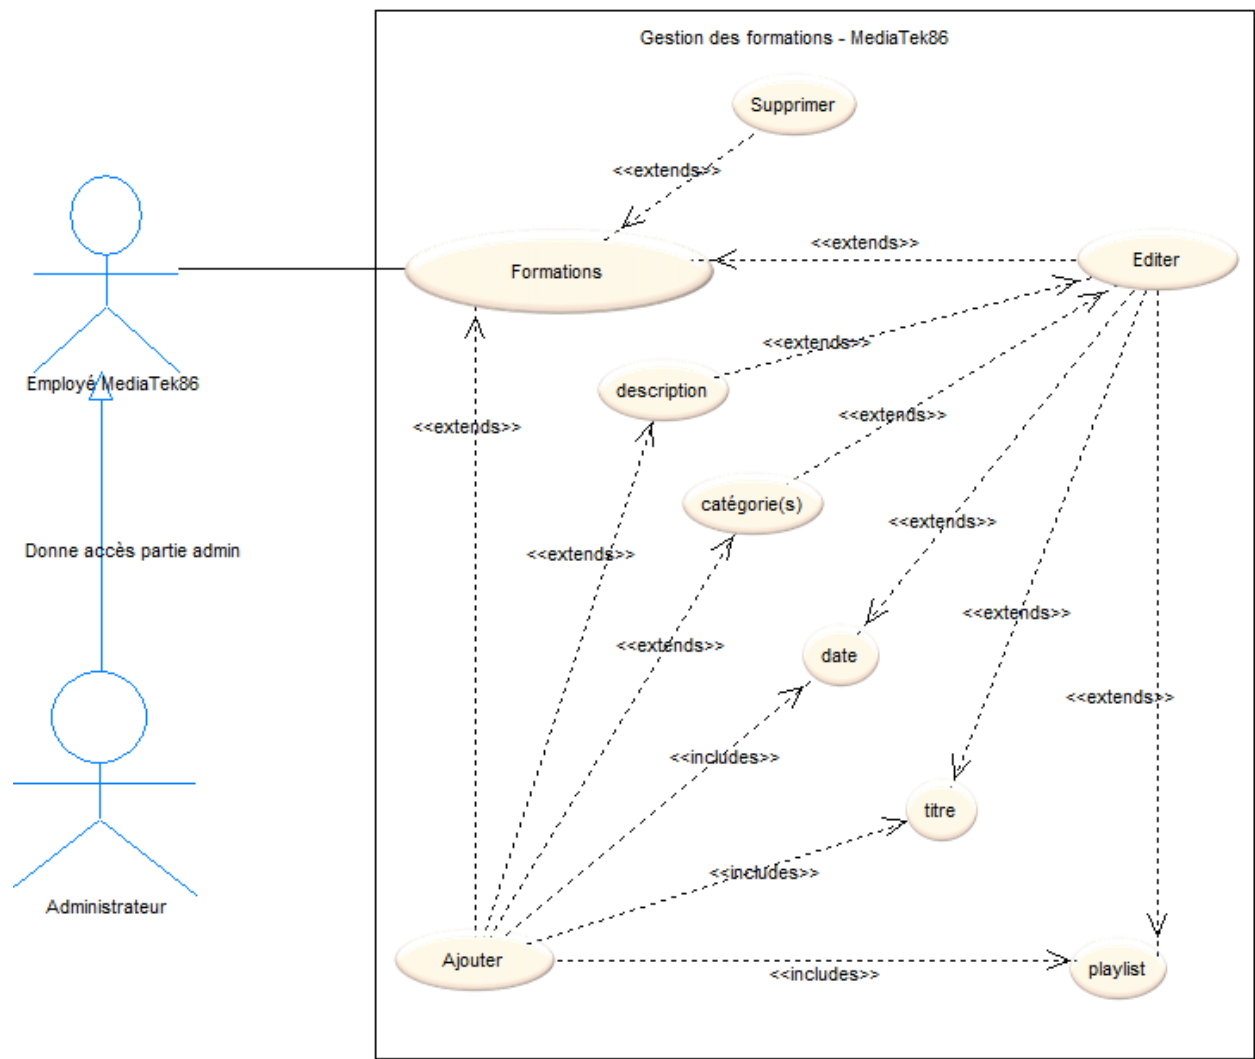 Gestion des formations - MediaTek86
Supprimer
<<extends>>
<<extends>>
Formations
Editer
<<extends>>
Employé MediaTek86
description
<<extends>>
<<extends>>
catégorie(s)
<<extends>>
Donne accès partie admin
<<extends>>
<<extends>>
<<extends>>
date
<<extends>>
<<includes>>
titre
<<includes>>
Administrateur
Ajouter
<<includes>>
playlist